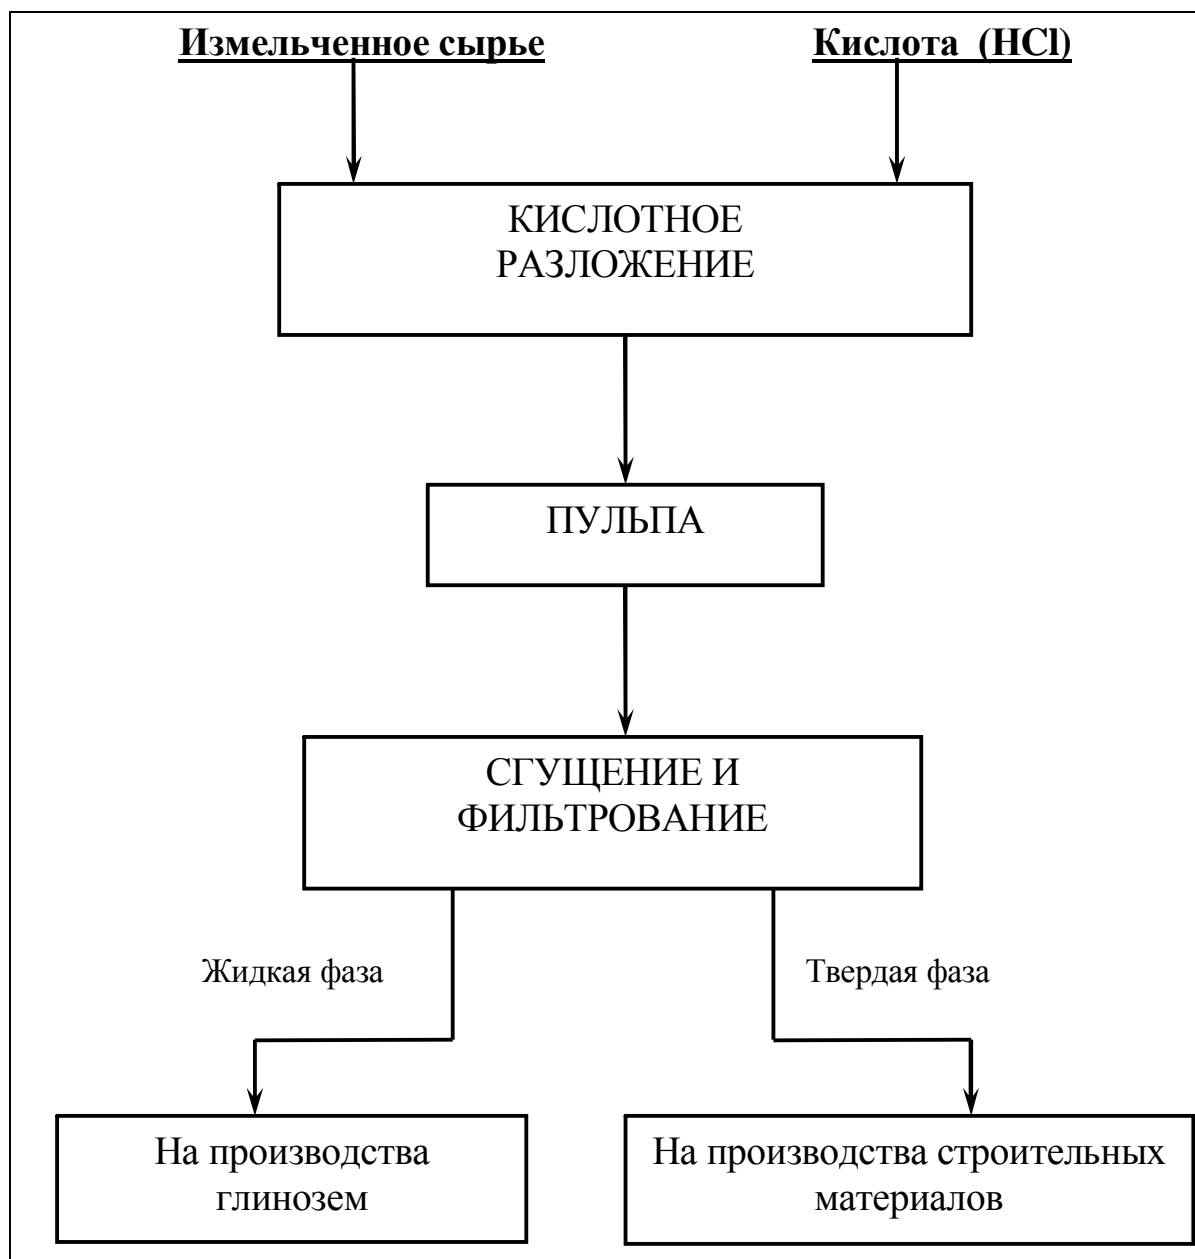 Измельченное сырье
Кислота (HCl)
КИСЛОТНОЕ
РАЗЛОЖЕНИЕ
ПУЛЬПА
СГУЩЕНИЕ И
ФИЛЬТРОВАНИЕ
Жидкая фаза
Твердая фаза
На производства
глинозем
На производства строительных
материалов